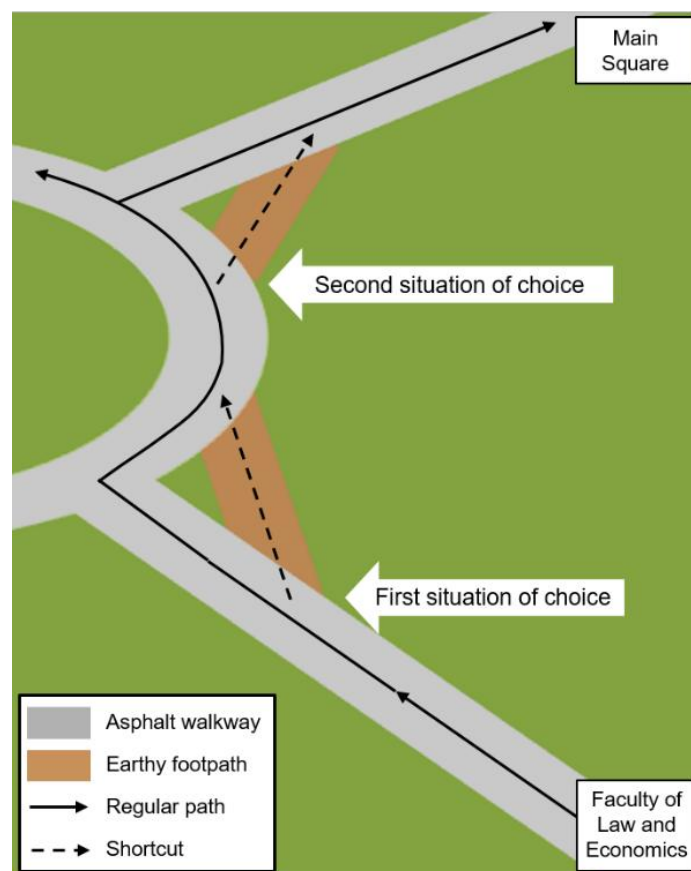 Main
Square
Second situation of choice
First situation of choice
Asphalt walkway
Earthy footpath
Regular path
Shortcut
Faculty of
Law and
Economics